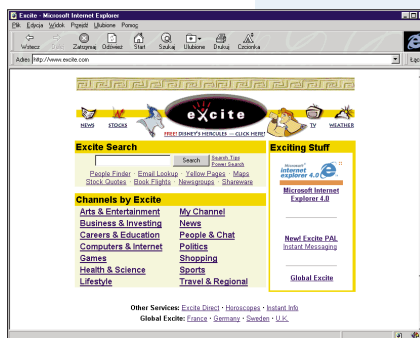 Excite - Microsoft Internet Explorer
Plik Edycja Widok Przejdź Ulubione Pomoc
Wstecz Dalej Zatrzymaj Odśwież Start Szukaj Ulubione Drukuj Czcionka
Adres http://www.excite.com
excite
NEWS STOCKS TV WEATHER
FREE! DISNEY'S HERCULES -- CLICK HERE!
Excite Search
Search Search Tips
Power Search
People Finder · Email Lookup · Yellow Pages · Maps
Stock Quotes · Book Flights · Newsgroups · Shareware
Channels by Excite
Arts & Entertainment My Channel
Business & Investing News
Careers & Education People & Chat
Computers & Internet Politics
Games Shopping
Health & Science Sports
Lifestyle Travel & Regional
Exciting Stuff
Microsoft
internet
explorer 4.0
Microsoft Internet
Explorer 4.0
New! Excite PAL
Instant Messaging
Global Excite
Other Services: Excite Direct · Horoscopes · Instant Info
Global Excite: France · Germany · Sweden · U.K.